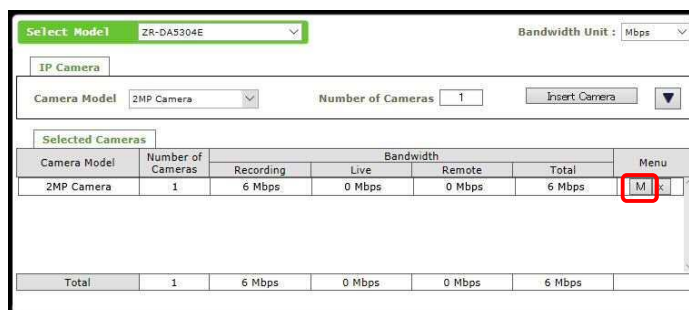 Select Model ZR-DA5304E Bandwidth Unit : Mbps
IP Camera
Camera Model 2MP Camera Number of Cameras 1 Insert Camera ▼
Selected Cameras
Camera Model Number of Cameras Bandwidth Menu
Recording Live Remote Total
2MP Camera 1 6 Mbps 0 Mbps 0 Mbps 6 Mbps M x
Total 1 6 Mbps 0 Mbps 0 Mbps 6 Mbps